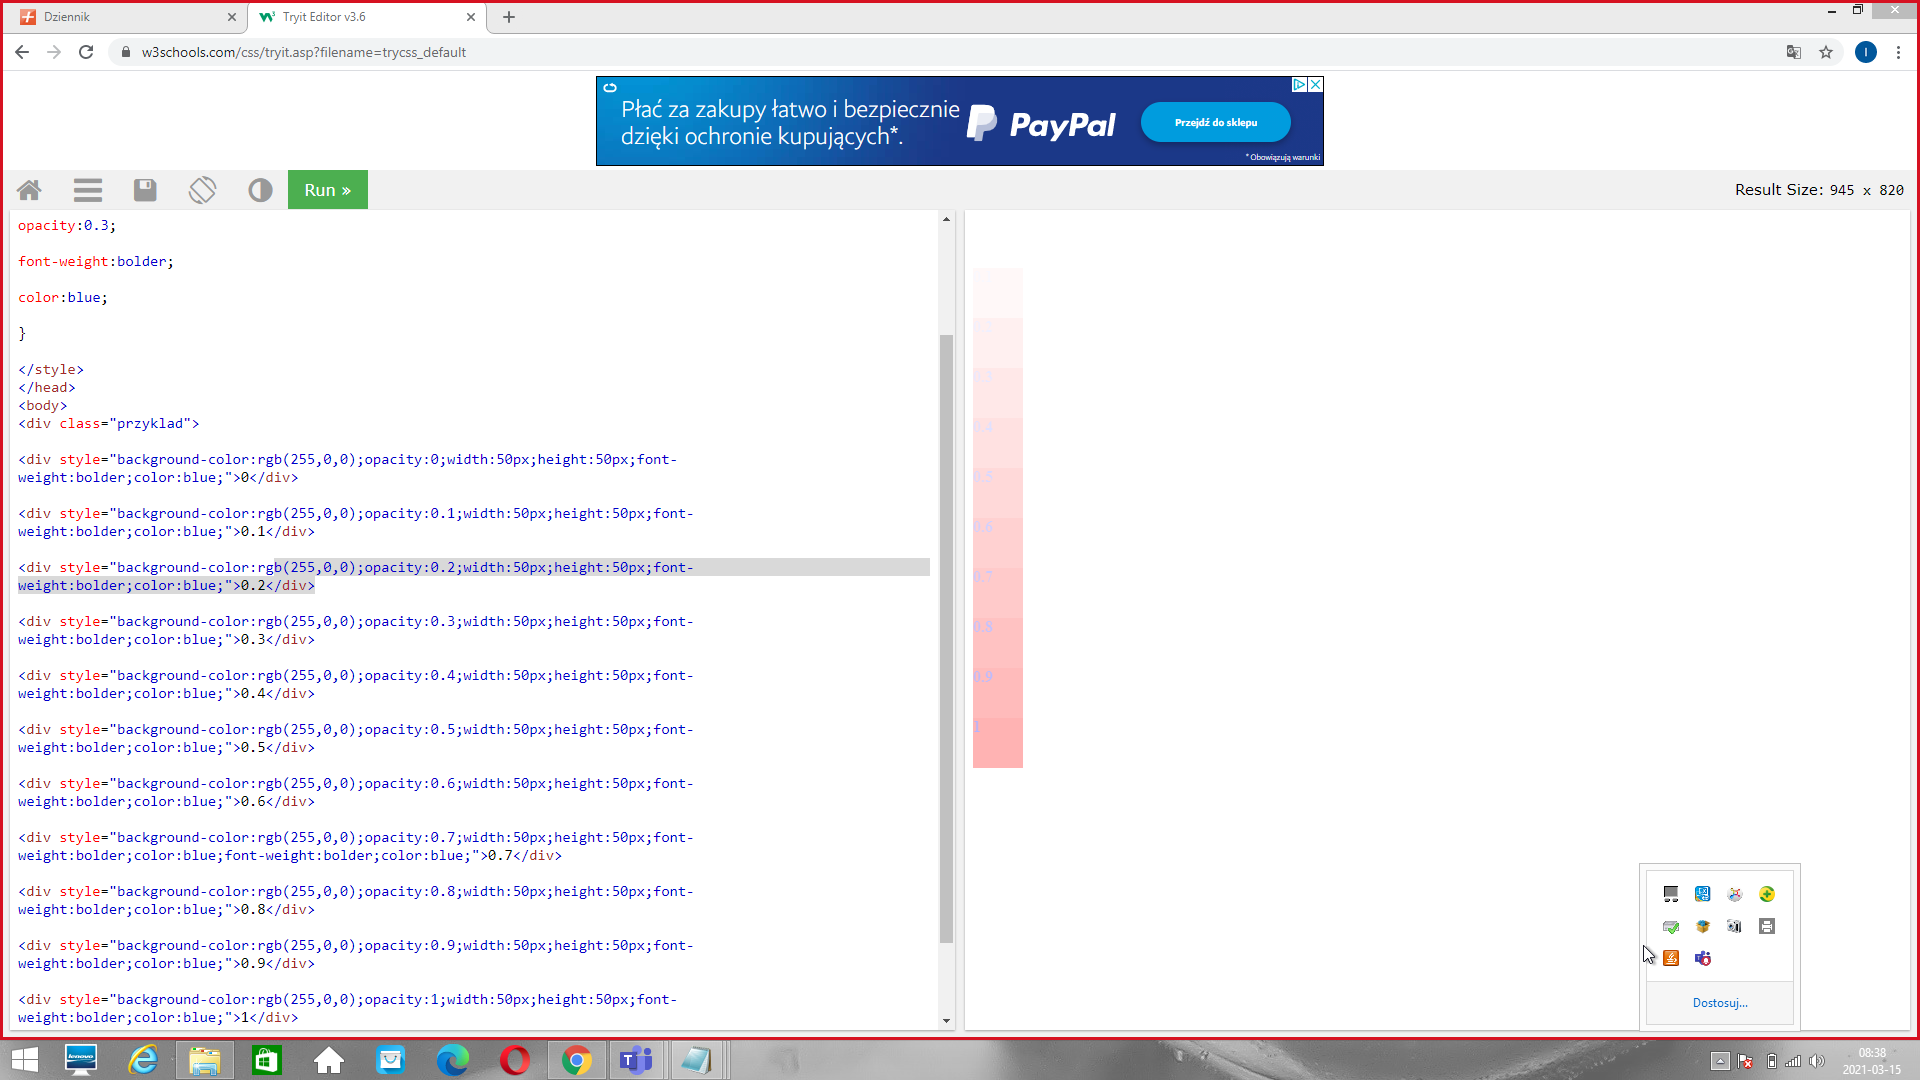 Dziennik
Tryit Editor v3.6
w3schools.com/css/tryit.asp?filename=trycss_default
I
Płać za zakupy łatwo i bezpiecznie
dzięki ochronie kupujących*.
PayPal
Przejdź do sklepu
* Obowiązują warunki
Run »
Result Size: 945 x 820
opacity:0.3;
font-weight:bolder;
color:blue;
}
</style>
</head>
<body>
<div class="przyklad">
<div style="background-color:rgb(255,0,0);opacity:0;width:50px;height:50px;font-
weight:bolder;color:blue;">0</div>
<div style="background-color:rgb(255,0,0);opacity:0.1;width:50px;height:50px;font-
weight:bolder;color:blue;">0.1</div>
<div style="background-color:rgb(255,0,0);opacity:0.2;width:50px;height:50px;font-
weight:bolder;color:blue;">0.2</div>
<div style="background-color:rgb(255,0,0);opacity:0.3;width:50px;height:50px;font-
weight:bolder;color:blue;">0.3</div>
<div style="background-color:rgb(255,0,0);opacity:0.4;width:50px;height:50px;font-
weight:bolder;color:blue;">0.4</div>
<div style="background-color:rgb(255,0,0);opacity:0.5;width:50px;height:50px;font-
weight:bolder;color:blue;">0.5</div>
<div style="background-color:rgb(255,0,0);opacity:0.6;width:50px;height:50px;font-
weight:bolder;color:blue;">0.6</div>
<div style="background-color:rgb(255,0,0);opacity:0.7;width:50px;height:50px;font-
weight:bolder;color:blue;font-weight:bolder;color:blue;">0.7</div>
<div style="background-color:rgb(255,0,0);opacity:0.8;width:50px;height:50px;font-
weight:bolder;color:blue;">0.8</div>
<div style="background-color:rgb(255,0,0);opacity:0.9;width:50px;height:50px;font-
weight:bolder;color:blue;">0.9</div>
<div style="background-color:rgb(255,0,0);opacity:1;width:50px;height:50px;font-
weight:bolder;color:blue;">1</div>
0.3
0.4
0.5
0.6
0.7
0.8
0.9
1
Dostosuj...
lenovo
08:38
2021-03-15